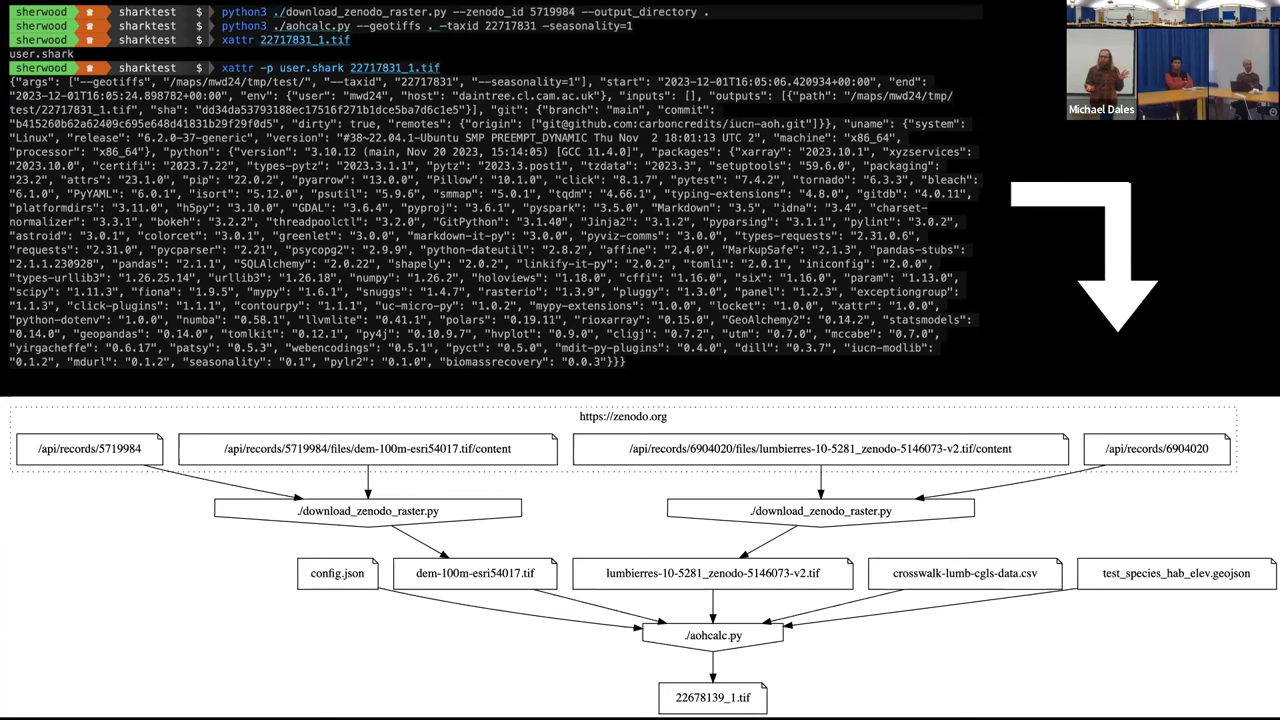 sherwood sharktest $ python3 ./download_zenodo_raster.py --zenodo_id 5719984 --output_directory .
sherwood sharktest $ python3 ./aohcalc.py --geotiffs . -taxid 22717831 -seasonality=1
sherwood sharktest $ xattr 22717831_1.tif
user.shark
sherwood sharktest $ xattr -p user.shark 22717831_1.tif
{"args": ["--geotiffs", "/maps/mwd24/tmp/test/", "--taxid", "22717831", "--seasonality=1"], "start": "2023-12-01T16:05:06.420934+00:00", "end":
"2023-12-01T16:05:24.898782+00:00", "env": {"user": "mwd24", "host": "daintree.cl.cam.ac.uk"}, "inputs": [], "outputs": [{"path": "/maps/mwd24/tmp/
test/22717831_1.tif", "sha": "dd34da5379318 8ec17516f271b1dce5ba7d6c1e5"}], "git": {"branch": "main", "commit":
"b415260b62a62409c695e648d41831b29f29f0d5", "dirty": true, "remotes": {"origin": ["git@github.com:carboncredits/iucn-aoh.git"]}}, "uname": {"system":
"Linux", "release": "6.2.0-37-generic", "version": "#38~22.04.1-Ubuntu SMP PREEMPT_DYNAMIC Thu Nov  2 18:01:13 UTC 2", "machine": "x86_64",
"processor": "x86_64"}, "python": {"version": "3.10.12 (main, Nov 20 2023, 15:14:05) [GCC 11.4.0]", "packages": {"xarray": "2023.10.1", "xyzservices":
"2023.10.0", "certifi": "2023.7.22", "types-pytz": "2023.3.1.1", "pytz": "2023.3.post1", "tzdata": "2023.3", "setuptools": "59.6.0", "packaging":
"23.2", "attrs": "23.1.0", "pip": "22.0.2", "pyarrow": "13.0.0", "Pillow": "10.1.0", "click": "8.1.7", "pytest": "7.4.2", "tornado": "6.3.3", "bleach":
"6.1.0", "PyYAML": "6.0.1", "isort": "5.12.0", "psutil": "5.9.6", "smmap": "5.0.1", "tqdm": "4.66.1", "typing-extensions": "4.8.0", "gitdb": "4.0.11",
"platformdirs": "3.11.0", "h5py": "3.10.0", "GDAL": "3.6.4", "pyproj": "3.6.1", "pyspark": "3.5.0", "Markdown": "3.5", "idna": "3.4", "charset-
normalizer": "3.3.1", "bokeh": "3.2.2", "threadpoolctl": "3.2.0", "GitPython": "3.1.40", "Jinja2": "3.1.2", "pyparsing": "3.1.1", "pylint": "3.0.2",
"astroid": "3.0.1", "colorcet": "3.0.1", "greenlet": "3.0.0", "markdown-it-py": "3.0.0", "pyviz-comms": "3.0.0", "types-requests": "2.31.0.6",
"requests": "2.31.0", "pycparser": "2.21", "psycopg2": "2.9.9", "python-dateutil": "2.8.2", "affine": "2.4.0", "MarkupSafe": "2.1.3", "pandas-stubs":
"2.1.1.230928", "pandas": "2.1.1", "SQLAlchemy": "2.0.22", "shapely": "2.0.2", "linkify-it-py": "2.0.2", "tomli": "2.0.1", "iniconfig": "2.0.0",
"types-urllib3": "1.26.25.14", "urllib3": "1.26.18", "numpy": "1.26.2", "holoviews": "1.18.0", "cffi": "1.16.0", "six": "1.16.0", "param": "1.13.0",
"scipy": "1.11.3", "fiona": "1.9.5", "mypy": "1.6.1", "snuggs": "1.4.7", "rasterio": "1.3.9", "pluggy": "1.3.0", "panel": "1.2.3", "exceptiongroup":
"1.1.3", "click-plugins": "1.1.1", "contourpy": "1.1.1", "uc-micro-py": "1.0.2", "mypy-extensions": "1.0.0", "locket": "1.0.0", "xattr": "1.0.0",
"python-dotenv": "1.0.0", "numba": "0.58.1", "llvmlite": "0.41.1", "polars": "0.19.11", "rioxarray": "0.15.0", "GeoAlchemy2": "0.14.2", "statsmodels":
"0.14.0", "geopandas": "0.14.0", "tomlkit": "0.12.1", "py4j": "0.10.9.7", "hvplot": "0.9.0", "cligj": "0.7.2", "utm": "0.7.0", "mccabe": "0.7.0",
"yirgacheffe": "0.6.17", "patsy": "0.5.3", "webencodings": "0.5.1", "pyct": "0.5.0", "mdit-py-plugins": "0.4.0", "dill": "0.3.7", "iucn-modlib":
"0.1.2", "mdurl": "0.1.2", "seasonality": "0.1", "pylr2": "0.1.0", "biomassrecovery": "0.0.3"}}}
Michael Dales
https://zenodo.org
/api/records/5719984
/api/records/5719984/files/dem-100m-esri54017.tif/content
/api/records/6904020/files/lumbierres-10-5281_zenodo-5146073-v2.tif/content
/api/records/6904020
./download_zenodo_raster.py
./download_zenodo_raster.py
config.json
dem-100m-esri54017.tif
lumbierres-10-5281_zenodo-5146073-v2.tif
crosswalk-lumb-cgls-data.csv
test_species_hab_elev.geojson
./aohcalc.py
22678139_1.tif